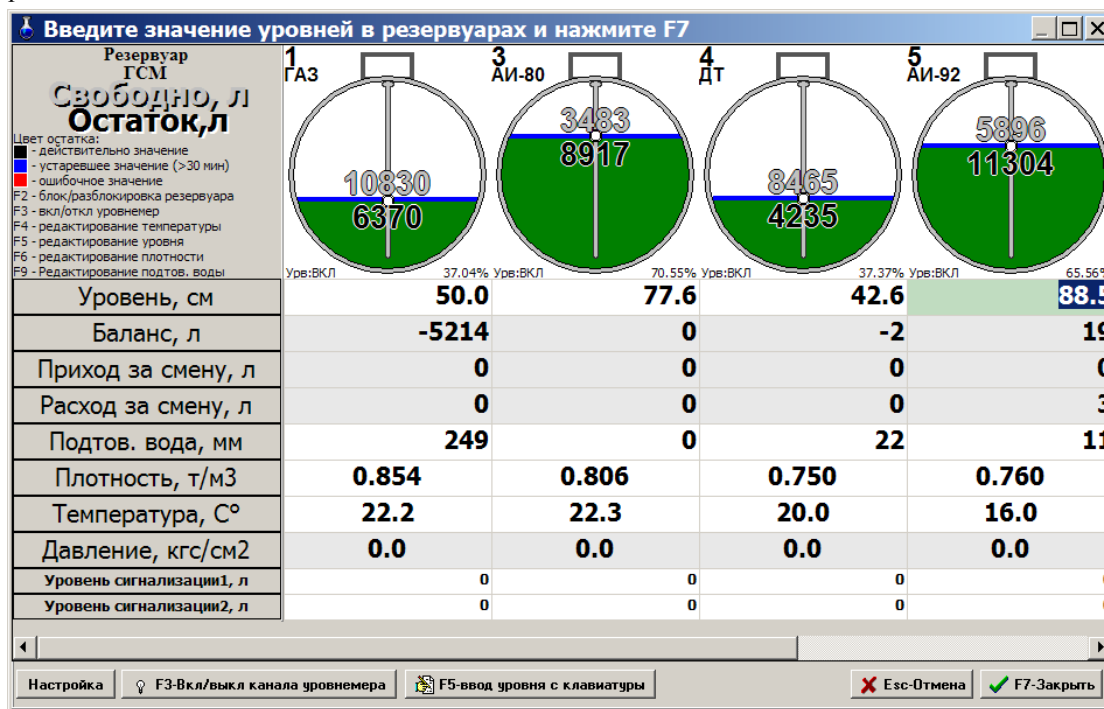 Введите значение уровней в резервуарах и нажмите F7
Резервуар
ГСМ
Свободно, л
Остаток,л
Цвет остатка:
- действительно значение
- устаревшее значение (>30 мин)
- ошибочное значение
F2 - блок/разблокировка резервуара
F3 - вкл/откл уровнемер
F4 - редактирование температуры
F5 - редактирование уровня
F6 - редактирование плотности
F9 - Редактирование подтов. воды
1
ГАЗ
10830
6370
Урв:ВКЛ 37.04%
3
АИ-80
3483
8917
Урв:ВКЛ 70.55%
4
ДТ
8465
4235
Урв:ВКЛ 37.37%
5
АИ-92
5896
11304
Урв:ВКЛ 65.56%
Уровень, см 50.0 77.6 42.6 88.5
Баланс, л -5214 0 -2 19
Приход за смену, л 0 0 0 0
Расход за смену, л 0 0 0 3
Подтов. вода, мм 249 0 22 11
Плотность, т/м3 0.854 0.806 0.750 0.760
Температура, С° 22.2 22.3 20.0 16.0
Давление, кгс/см2 0.0 0.0 0.0 0.0
Уровень сигнализации1, л 0 0 0
Уровень сигнализации2, л 0 0 0
Настройка F3-Вкл/выкл канала уровнемера F5-ввод уровня с клавиатуры Esc-Отмена F7-Закрыть